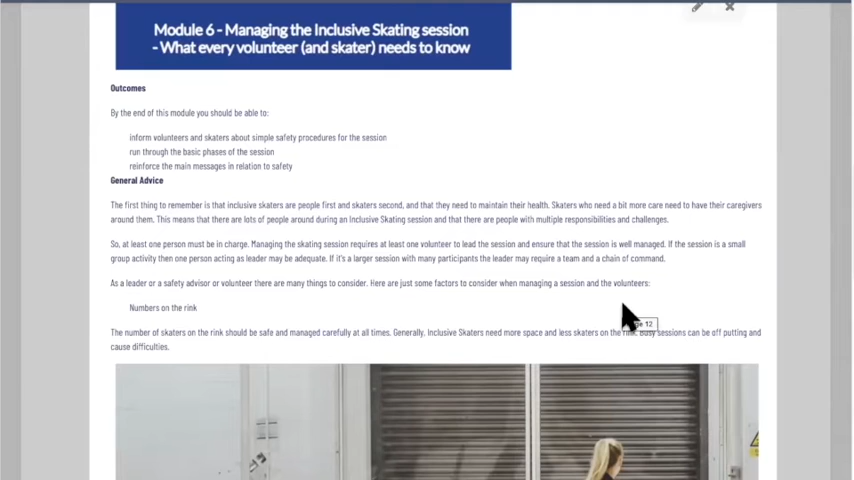 Module 6 - Managing the Inclusive Skating session
- What every volunteer (and skater) needs to know
Outcomes
By the end of this module you should be able to:
inform volunteers and skaters about simple safety procedures for the session
run through the basic phases of the session
reinforce the main messages in relation to safety
General Advice
The first thing to remember is that inclusive skaters are people first and skaters second, and that they need to maintain their health. Skaters who need a bit more care need to have their caregivers
around them. This means that there are lots of people around during an Inclusive Skating session and that there are people with multiple responsibilities and challenges.
So, at least one person must be in charge. Managing the skating session requires at least one volunteer to lead the session and ensure that the session is well managed. If the session is a small
group activity then one person acting as leader may be adequate. If it's a larger session with many participants the leader may require a team and a chain of command.
As a leader or a safety advisor or volunteer there are many things to consider. Here are just some factors to consider when managing a session and the volunteers:
Numbers on the rink
12
The number of skaters on the rink should be safe and managed carefully at all times. Generally, Inclusive Skaters need more space and less skaters on the rink. Busy sessions can be off putting and
cause difficulties.